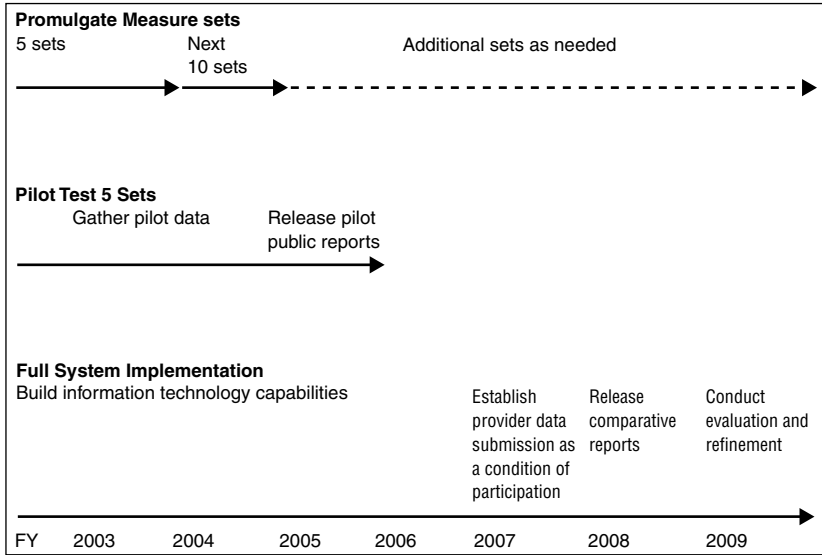 Promulgate Measure sets
5 sets
Next
10 sets
Additional sets as needed
Pilot Test 5 Sets
Gather pilot data
Release pilot
public reports
Full System Implementation
Build information technology capabilities
Establish
provider data
submission as
a condition of
participation
Release
comparative
reports
Conduct
evaluation and
refinement
FY 2003 2004 2005 2006 2007 2008 2009